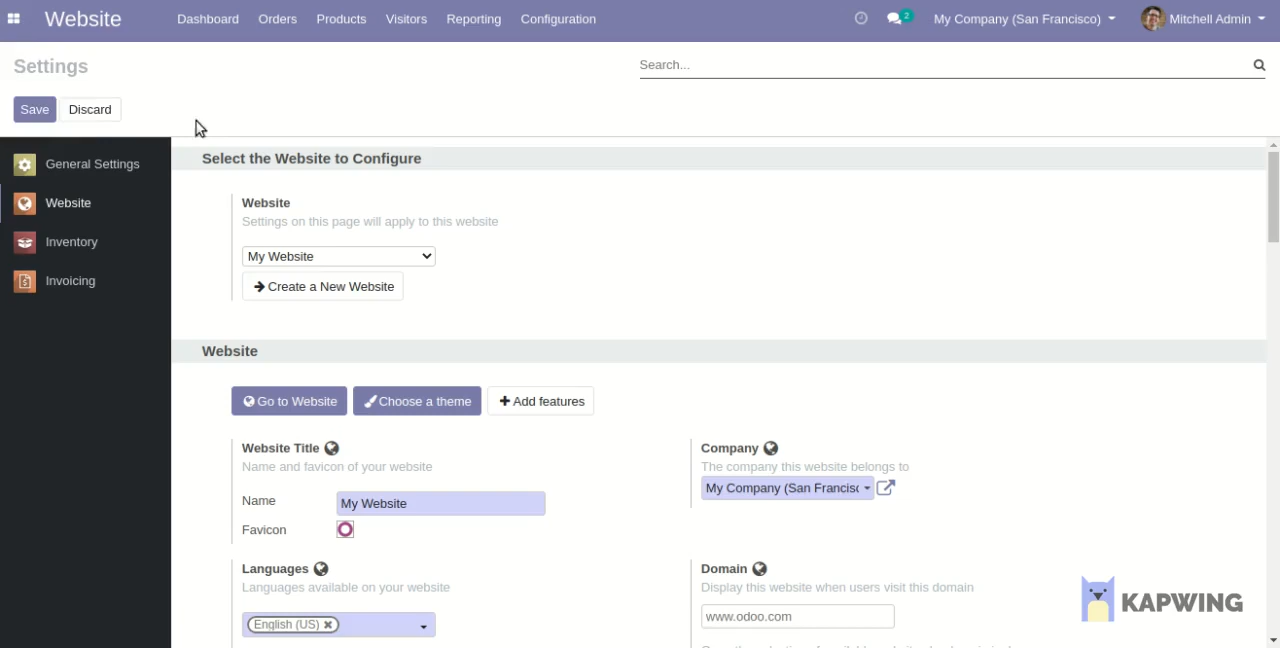 Website Dashboard Orders Products Visitors Reporting Configuration 2 My Company (San Francisco) Mitchell Admin
Settings Search...
Save Discard
General Settings
Website
Inventory
Invoicing
Select the Website to Configure
Website
Settings on this page will apply to this website
My Website
Create a New Website
Website
Go to Website Choose a theme Add features
Website Title
Name and favicon of your website
Name My Website
Favicon
Company
The company this website belongs to
My Company (San Francisc
Languages
Languages available on your website
English (US)
Domain
Display this website when users visit this domain
www.odoo.com
KAPWING